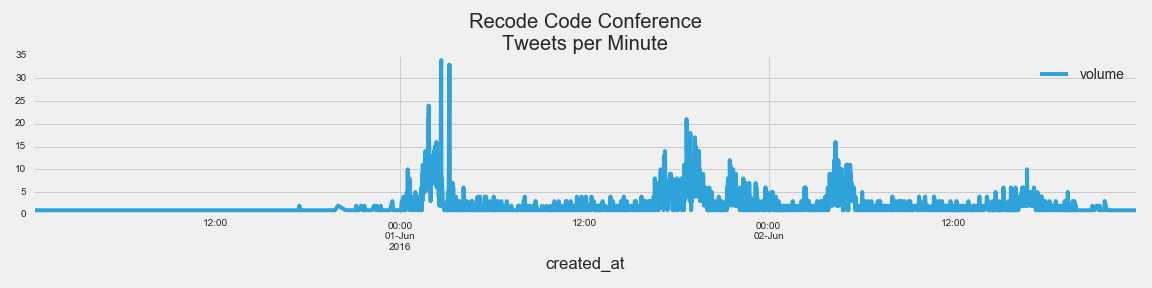 Recode Code Conference
Tweets per Minute
35
30
25
20
15
10
5
0
volume
12:00
00:00
01-Jun
2016
12:00
00:00
02-Jun
12:00
created_at